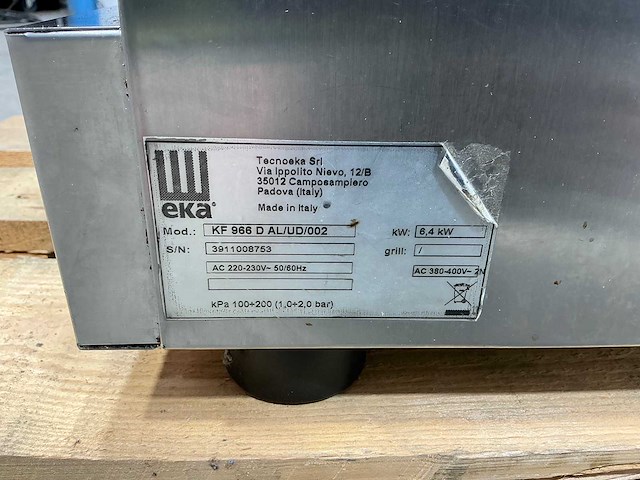 Tecnoeka Srl
Via Ippolito Nievo, 12/B
35012 Camposampiero
Padova (Italy)
Made in Italy
eka
Mod.: KF 966 D AL/UD/002 kW: 6,4 kW
S/N: 3911008753 grill: /
AC 220-230V~ 50/60Hz AC 380-400V~ 2N
kPa 100÷200 (1,0÷2,0 bar)